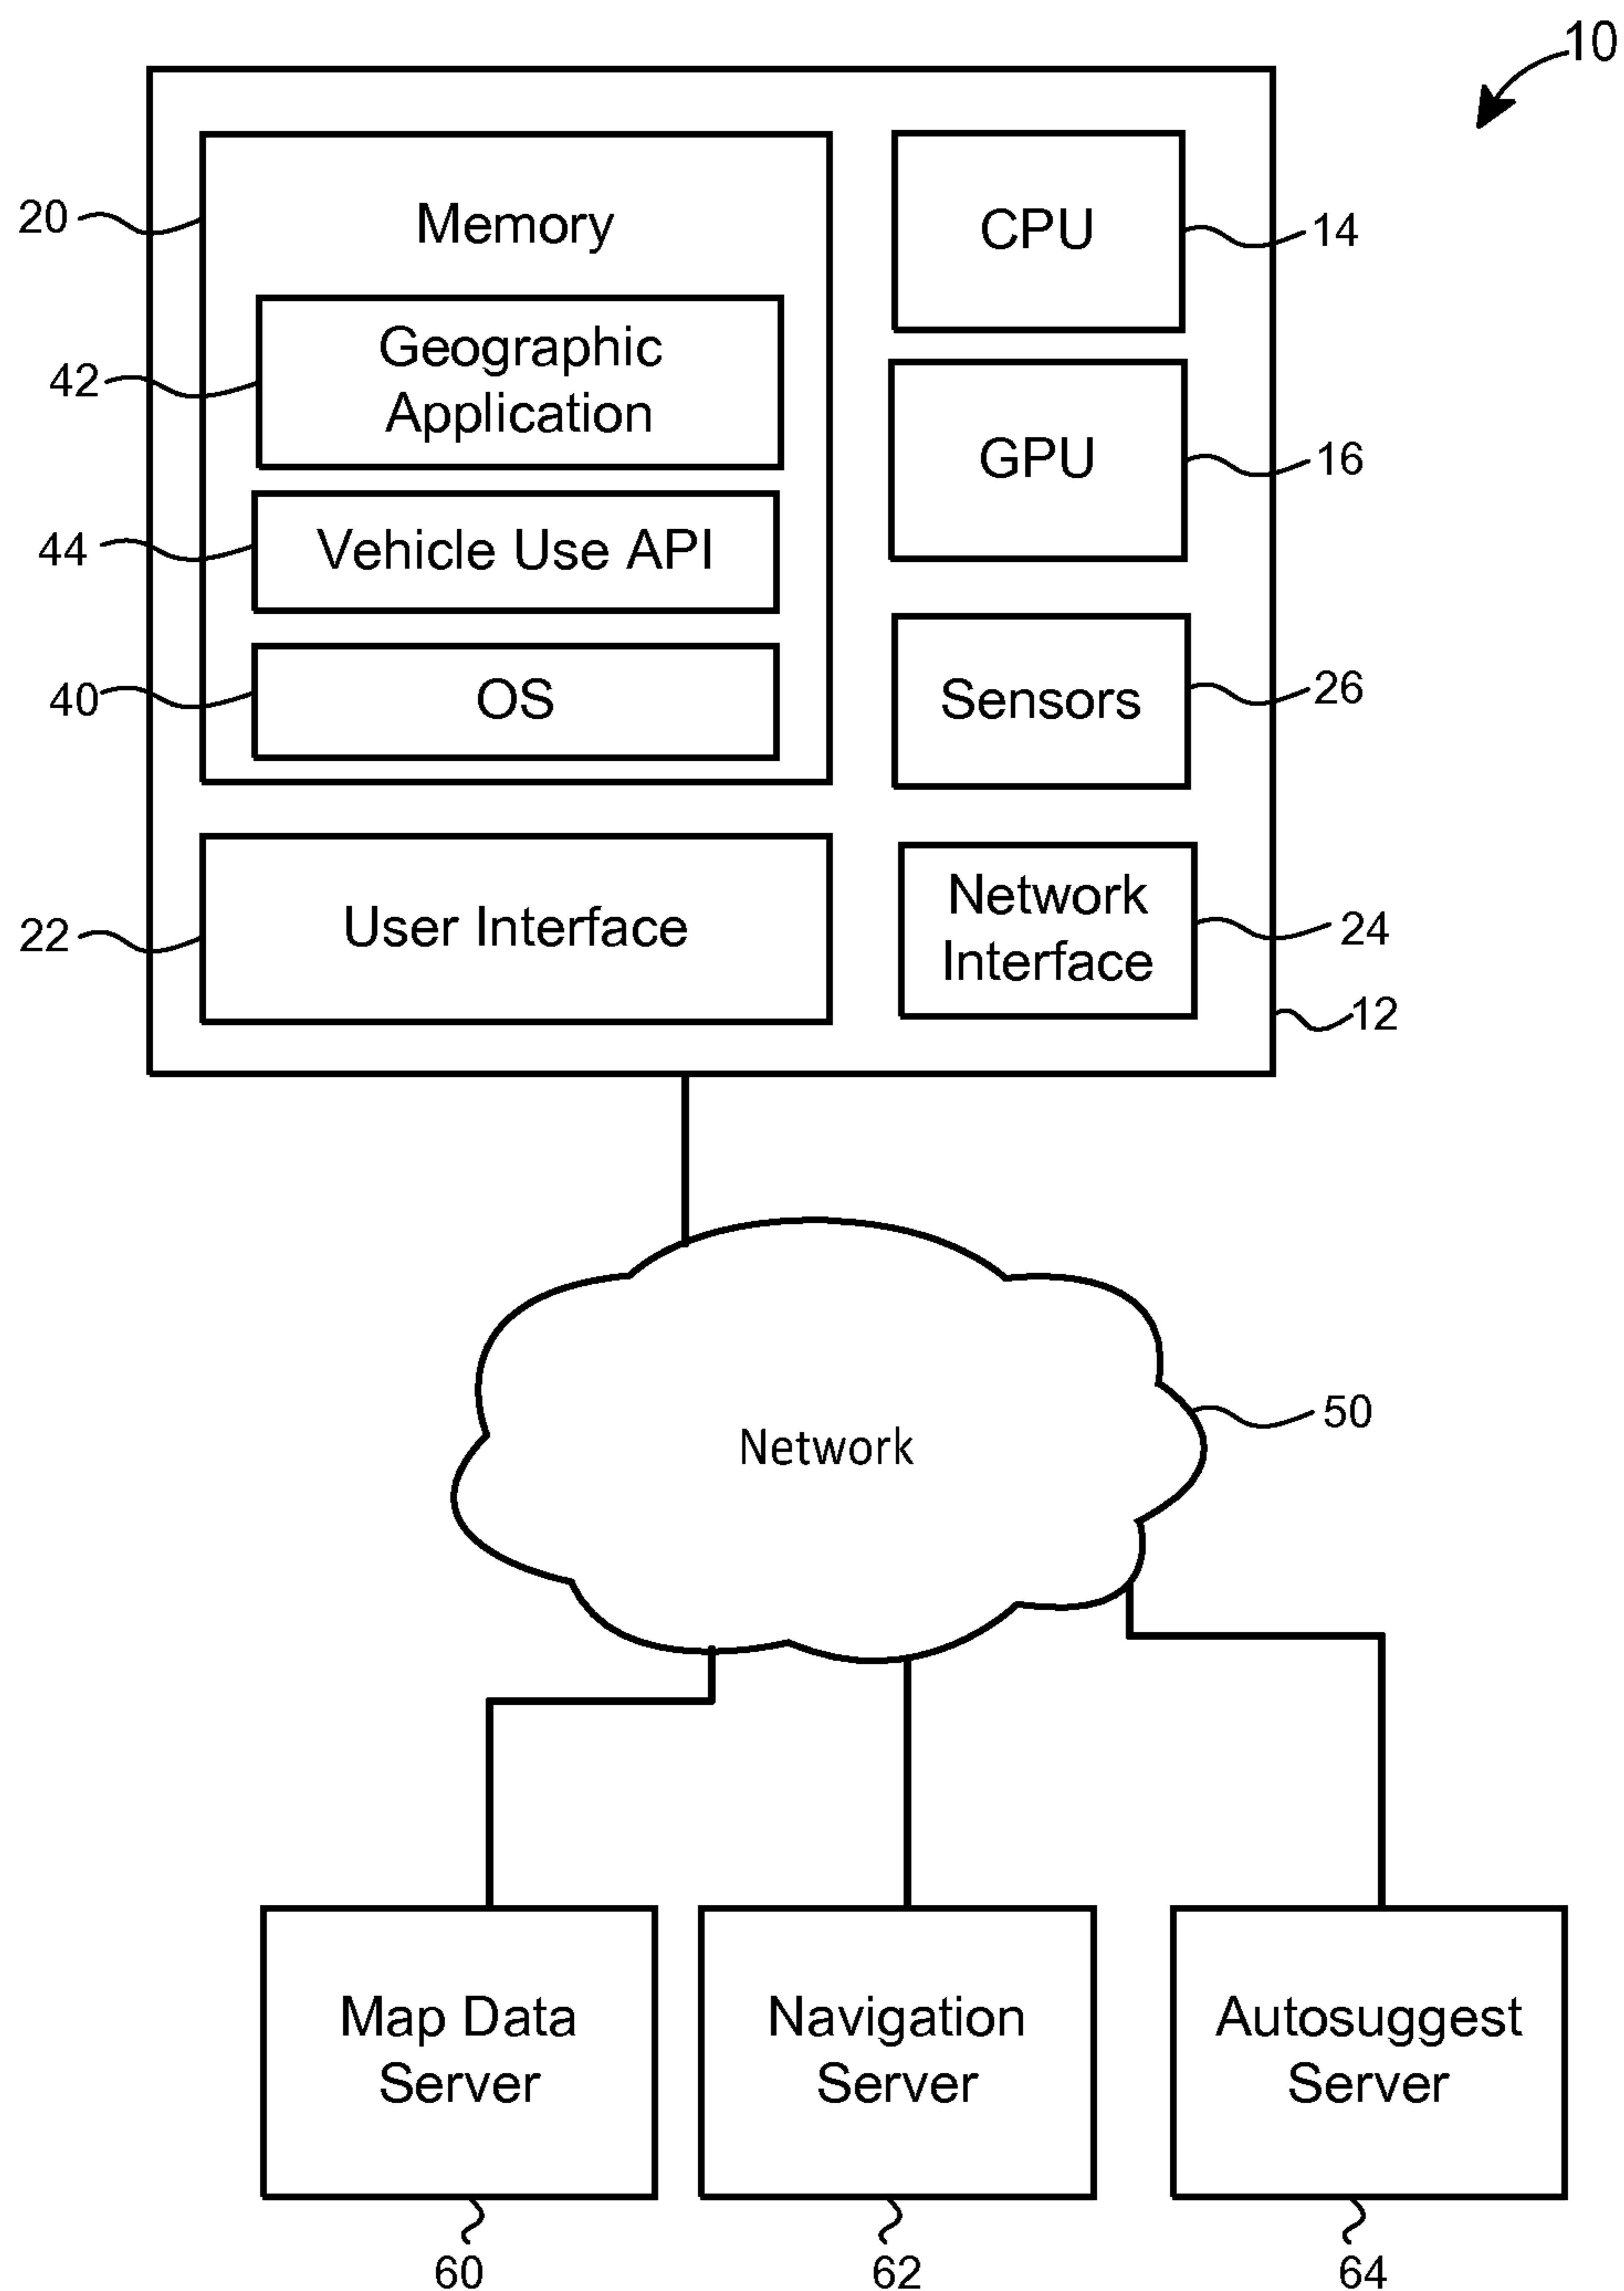 10
20
Memory
CPU
14
42
Geographic
Application
GPU
16
44
Vehicle Use API
40
OS
Sensors
26
22
User Interface
Network
Interface
24
12
Network
50
Map Data
Server
Navigation
Server
Autosuggest
Server
60
62
64